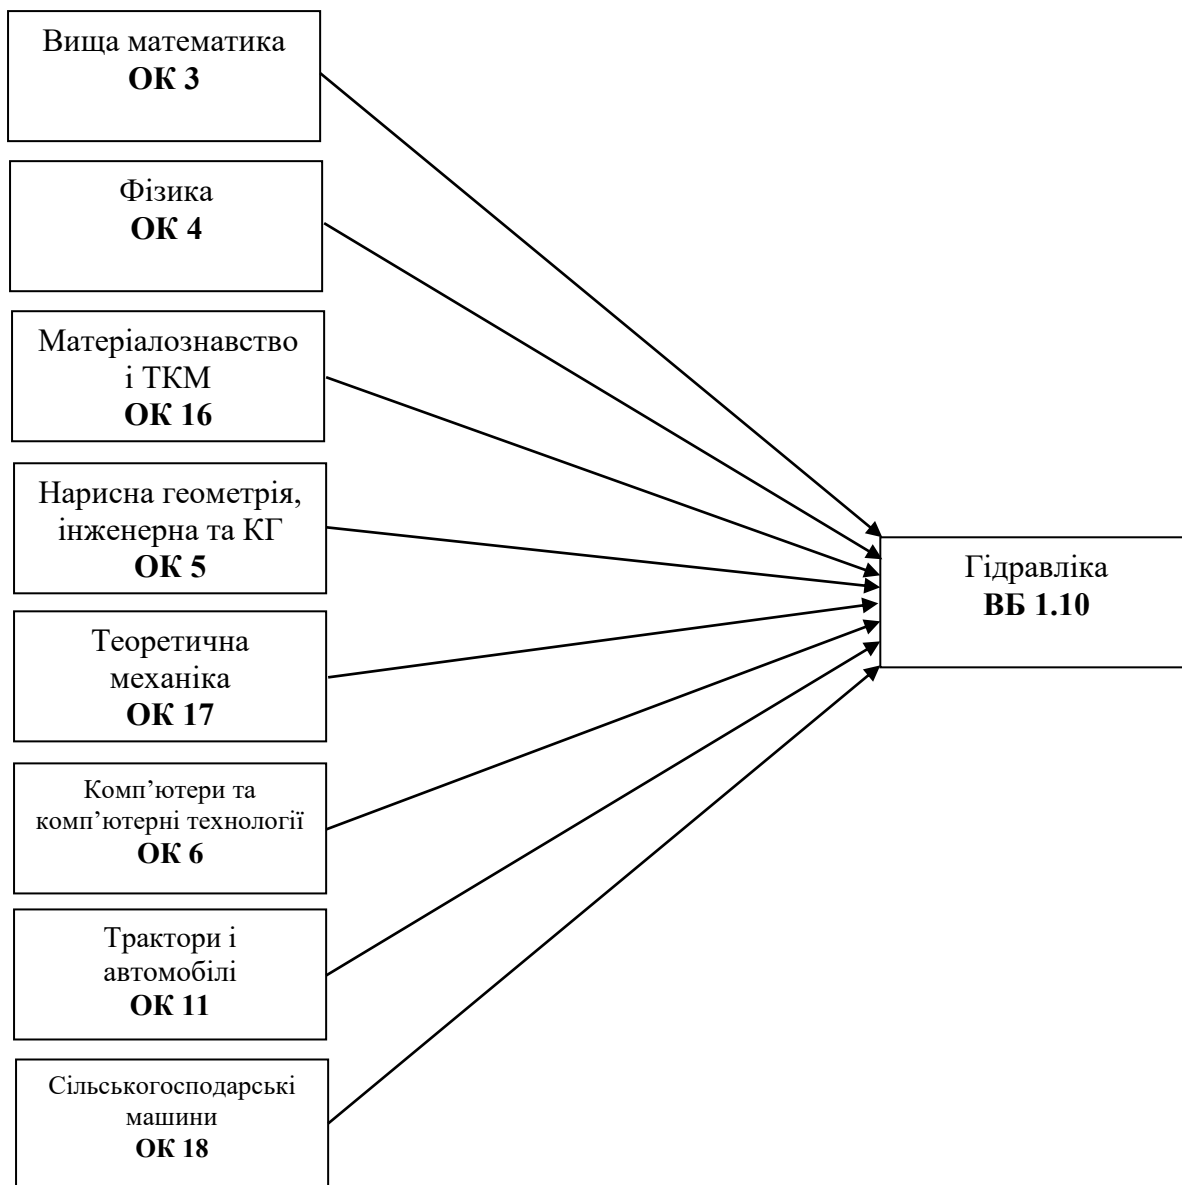 Вища математика
ОК 3
Фізика
ОК 4
Матеріалознавство
і ТКМ
ОК 16
Нарисна геометрія,
інженерна та КГ
ОК 5
Теоретична
механіка
ОК 17
Комп’ютери та
комп’ютерні технології
ОК 6
Трактори і
автомобілі
ОК 11
Сільськогосподарські
машини
ОК 18
Гідравліка
ВБ 1.10